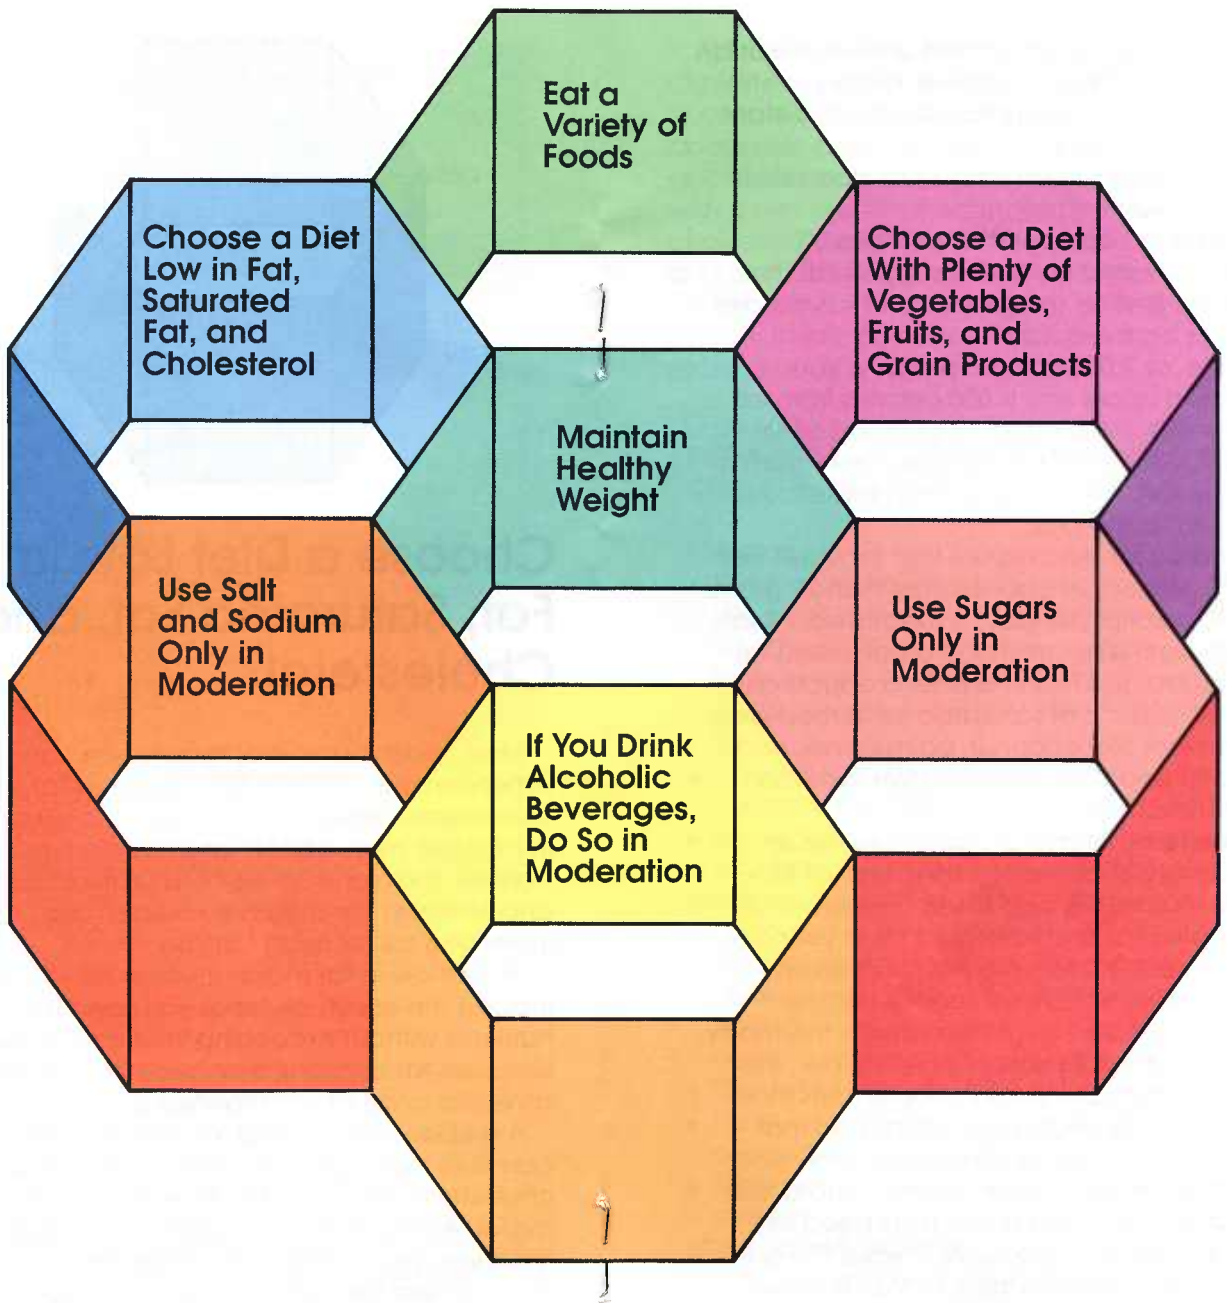 Eat a
Variety of
Foods
Choose a Diet
Low in Fat,
Saturated
Fat, and
Cholesterol
Choose a Diet
With Plenty of
Vegetables,
Fruits, and
Grain Products
Maintain
Healthy
Weight
Use Salt
and Sodium
Only in
Moderation
Use Sugars
Only in
Moderation
If You Drink
Alcoholic
Beverages,
Do So in
Moderation